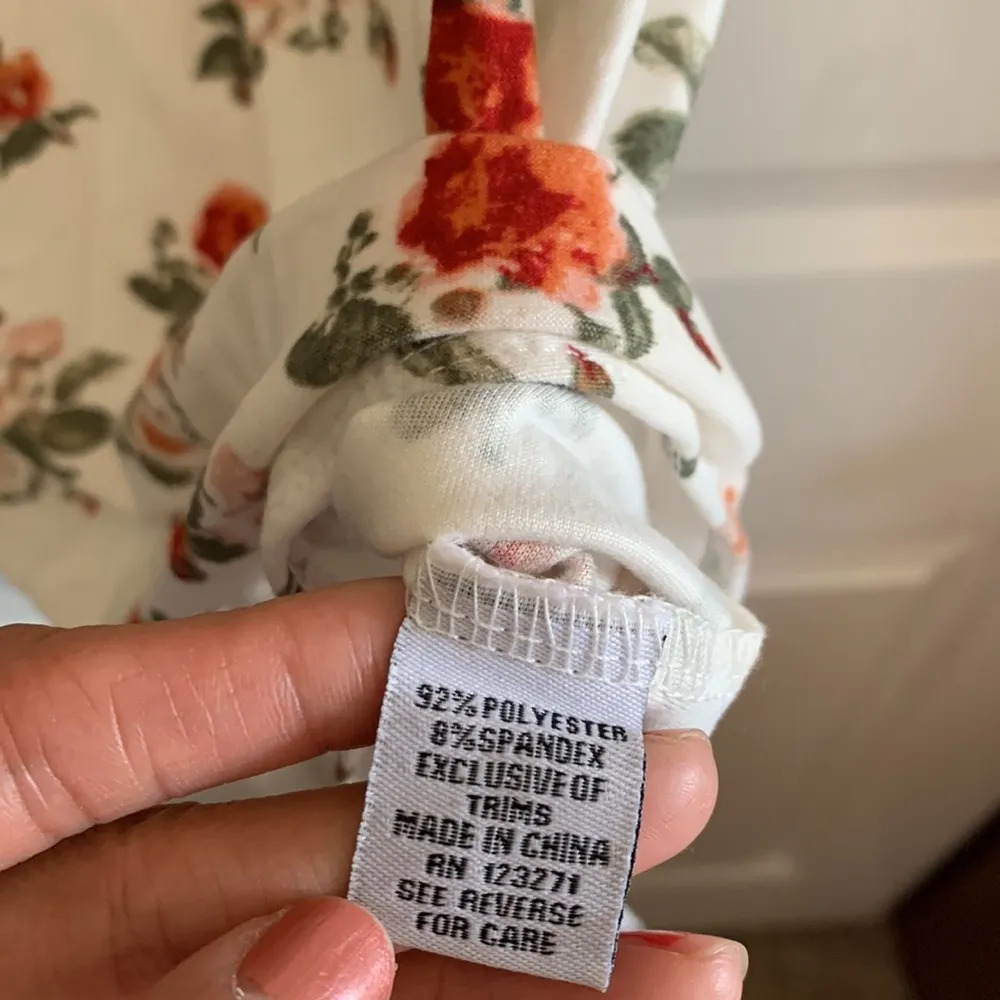 92% POLYESTER
8%SPANDEX
EXCLUSIVE OF
TRIMS
MADE IN CHINA
RN 123271
SEE REVERSE
FOR CARE